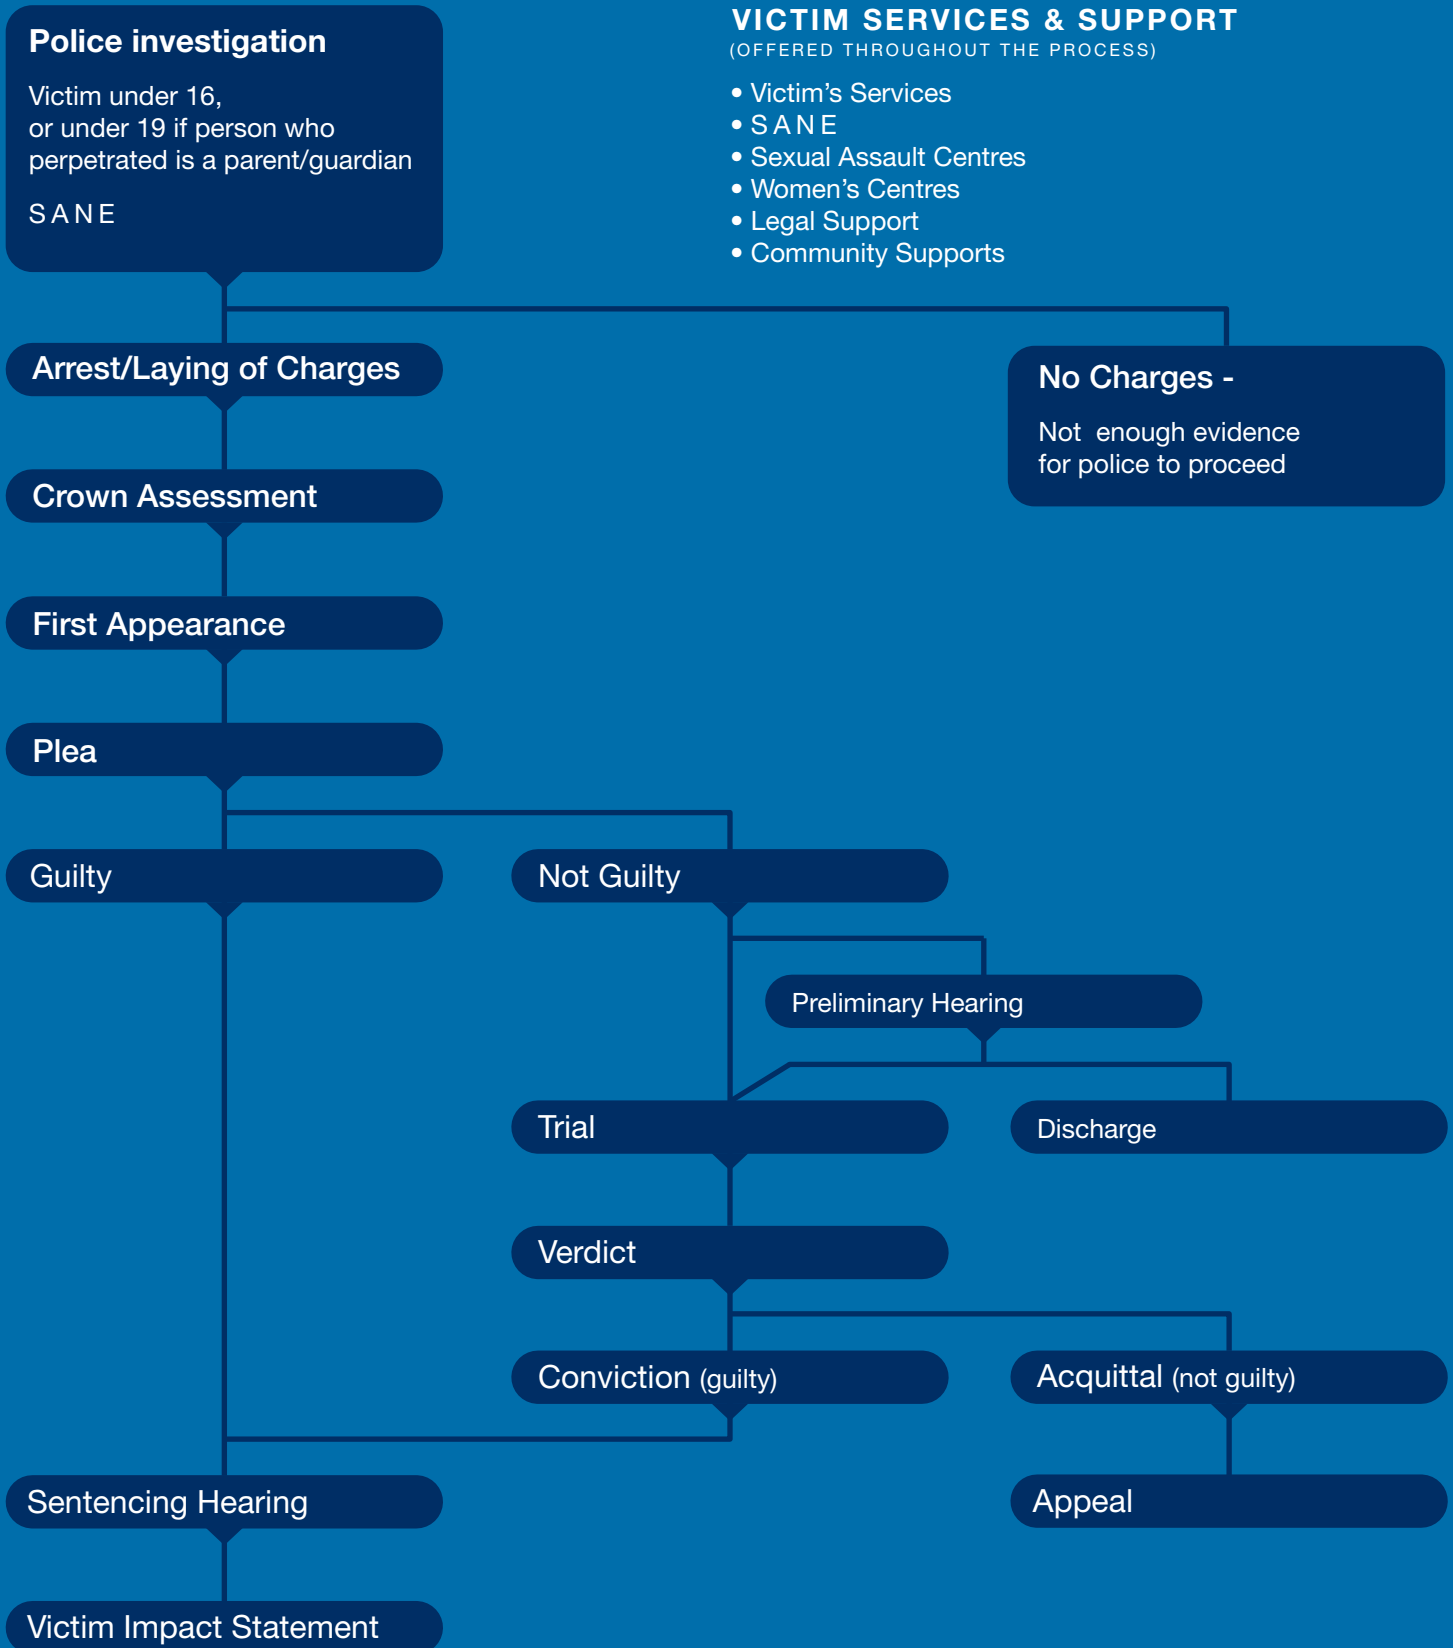 Police investigation
Victim under 16,
or under 19 if person who
perpetrated is a parent/guardian
SANE
VICTIM SERVICES & SUPPORT
(OFFERED THROUGHOUT THE PROCESS)
• Victim’s Services
• SANE
• Sexual Assault Centres
• Women’s Centres
• Legal Support
• Community Supports
Arrest/Laying of Charges
No Charges -
Not enough evidence
for police to proceed
Crown Assessment
First Appearance
Plea
Guilty
Not Guilty
Preliminary Hearing
Trial
Discharge
Verdict
Conviction (guilty)
Acquittal (not guilty)
Sentencing Hearing
Appeal
Victim Impact Statement